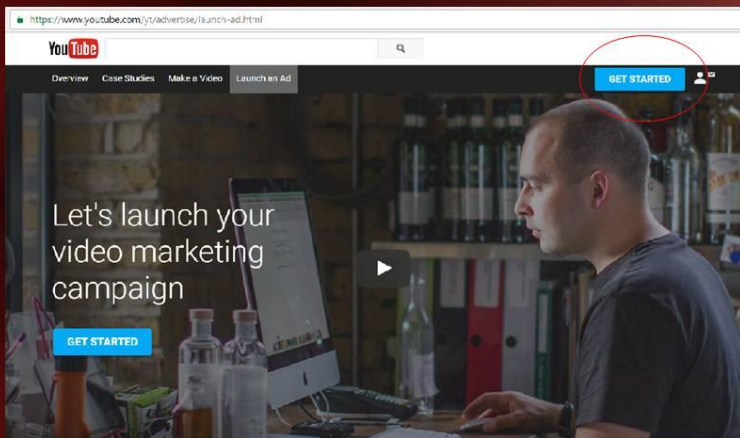 https://www.youtube.com/yt/advertise/launch-ad.html
YouTube
Overview Case Studies Make a Video Launch an Ad GET STARTED
Let's launch your
video marketing
campaign
GET STARTED